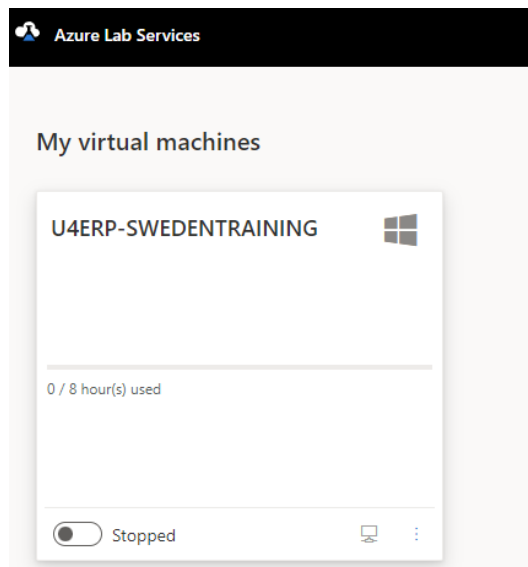 Azure Lab Services
My virtual machines
U4ERP-SWEDENTRAINING
0 / 8 hour(s) used
Stopped